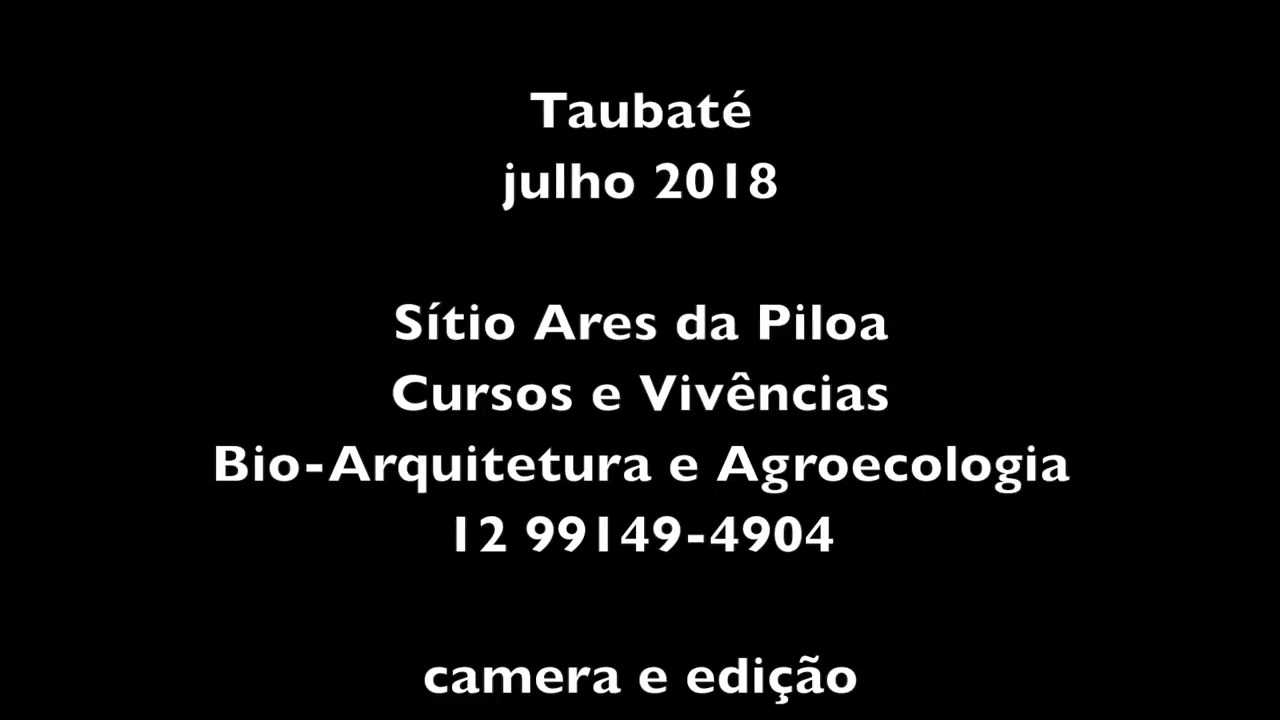 Taubaté
julho 2018
Sítio Ares da Piloa
Cursos e Vivências
Bio-Arquitetura e Agroecologia
12 99149-4904
camera e edição